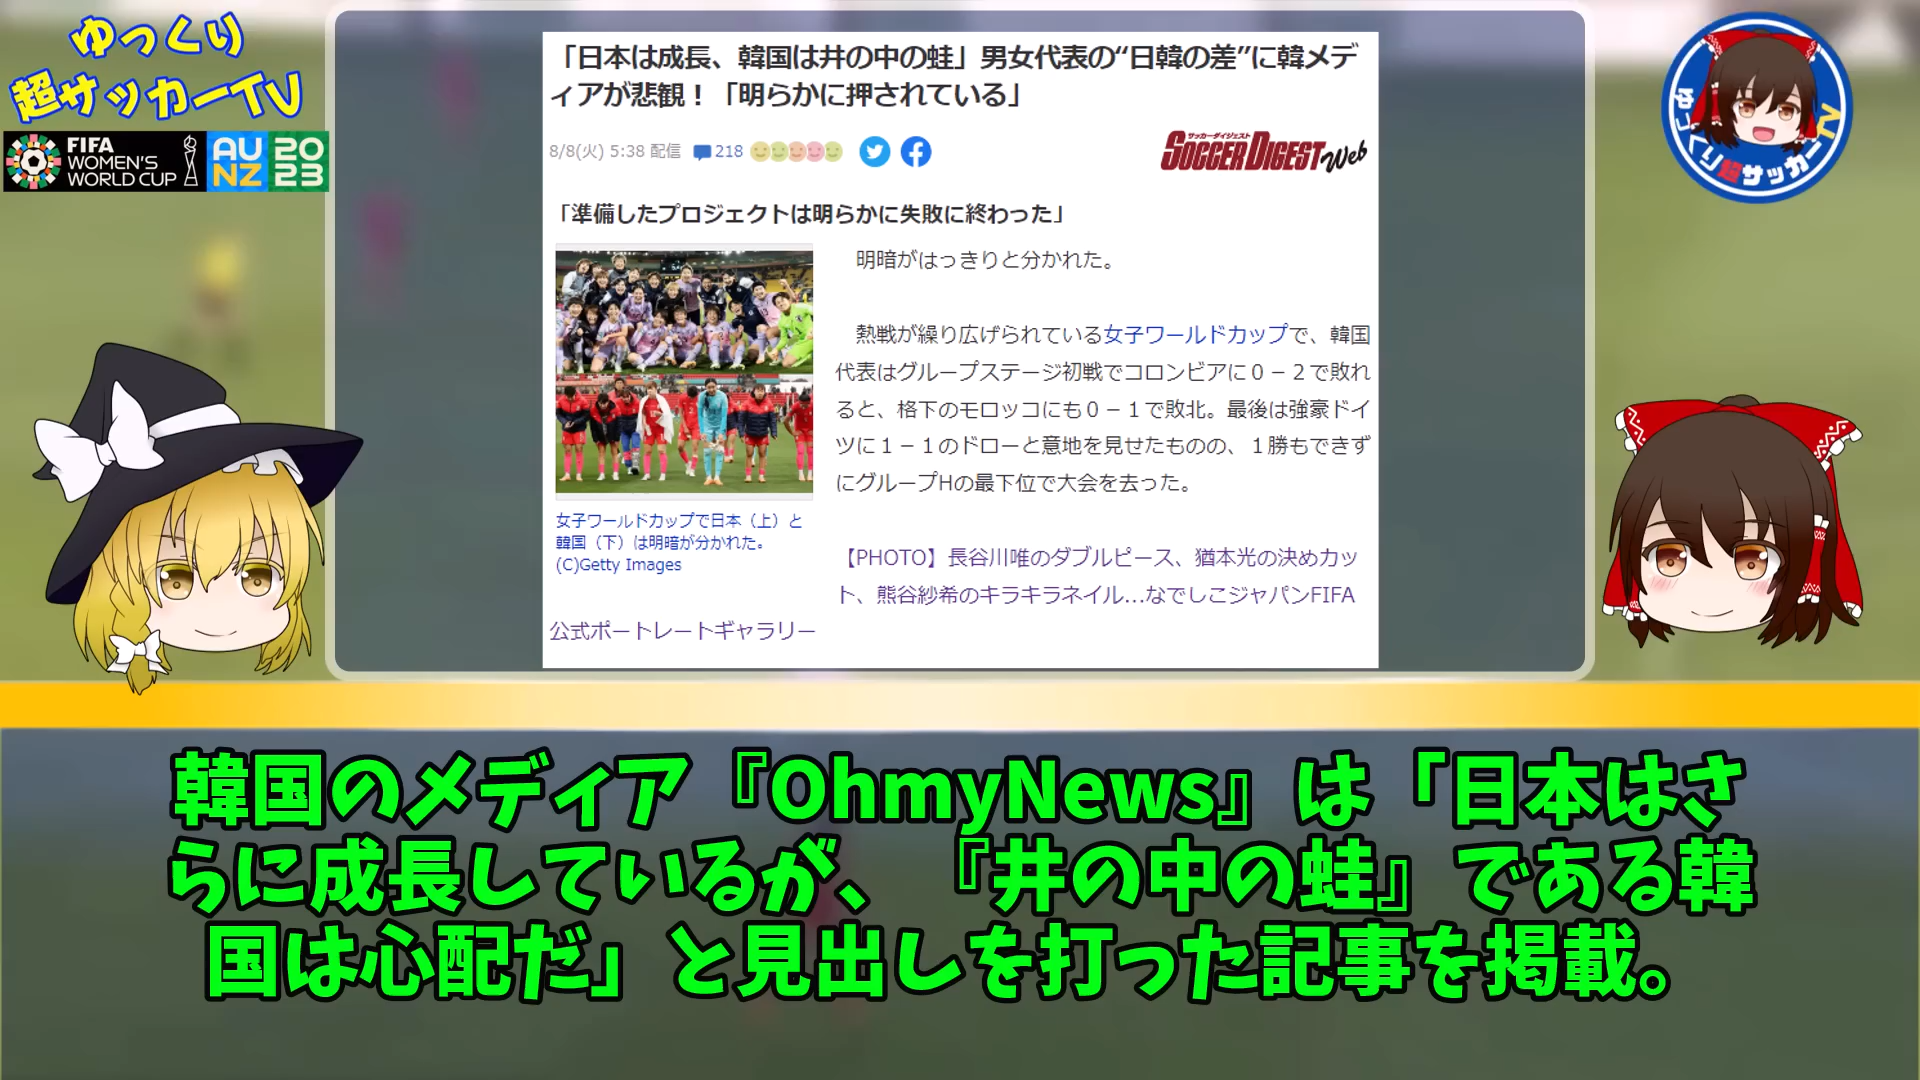 ゆっくり
超サッカーTV
FIFA
WOMEN'S
WORLD CUP
AU
NZ
20
23
「日本は成長、韓国は井の中の蛙」男女代表の“日韓の差”に韓メデ
ィアが悲観！「明らかに押されている」
8/8(火) 5:38 配信 218
サッカーダイジェスト
SOCCER DIGEST Web
「準備したプロジェクトは明らかに失敗に終わった」
明暗がはっきりと分かれた。
熱戦が繰り広げられている女子ワールドカップで、韓国
代表はグループステージ初戦でコロンビアに０－２で敗れ
ると、格下のモロッコにも０－１で敗北。最後は強豪ドイ
ツに１－１のドローと意地を見せたものの、１勝もできず
にグループHの最下位で大会を去った。
女子ワールドカップで日本（上）と
韓国（下）は明暗が分かれた。
(C)Getty Images
【PHOTO】長谷川唯のダブルピース、猶本光の決めカッ
ト、熊谷紗希のキラキラネイル…なでしこジャパンFIFA
公式ポートレートギャラリー
ゆっくり超サッカーTV
韓国のメディア『OhmyNews』は「日本はさ
らに成長しているが、『井の中の蛙』である韓
国は心配だ」と見出しを打った記事を掲載。